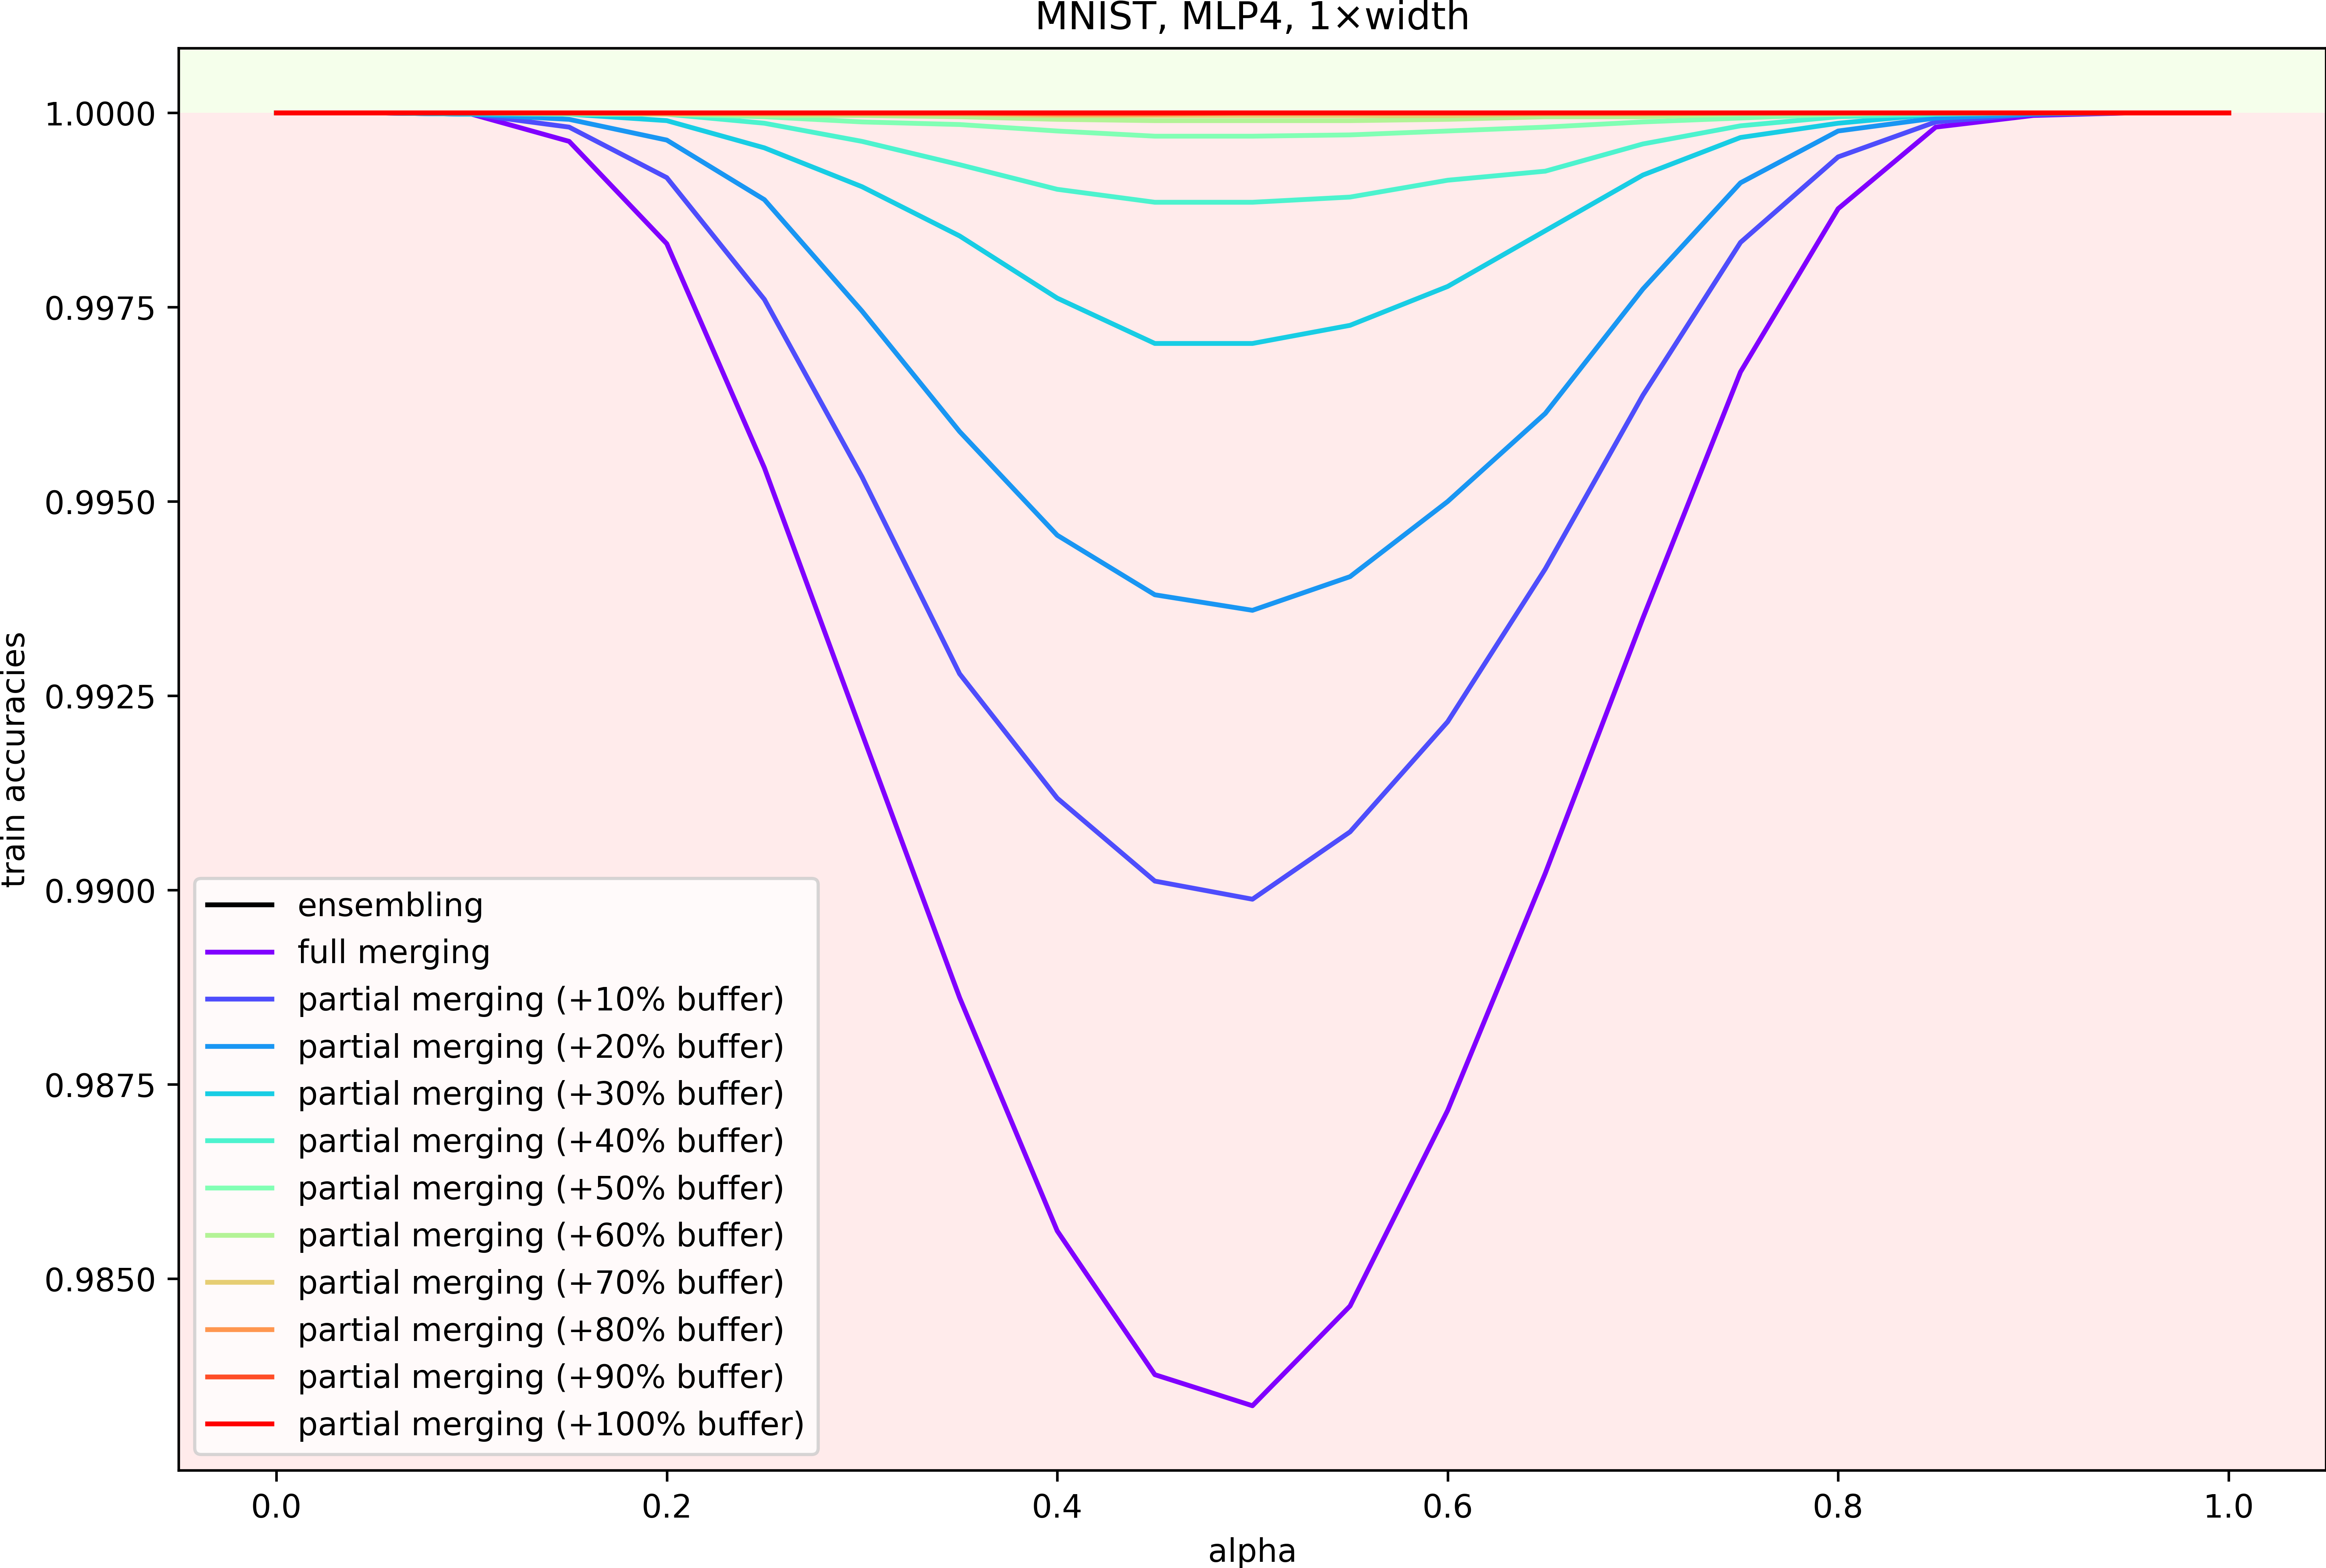 MNIST, MLP4, 1×width
1.0000
0.9975
0.9950
0.9925
0.9900
0.9875
0.9850
train accuracies
ensembling
full merging
partial merging (+10% buffer)
partial merging (+20% buffer)
partial merging (+30% buffer)
partial merging (+40% buffer)
partial merging (+50% buffer)
partial merging (+60% buffer)
partial merging (+70% buffer)
partial merging (+80% buffer)
partial merging (+90% buffer)
partial merging (+100% buffer)
0.0 0.2 0.4 0.6 0.8 1.0
alpha